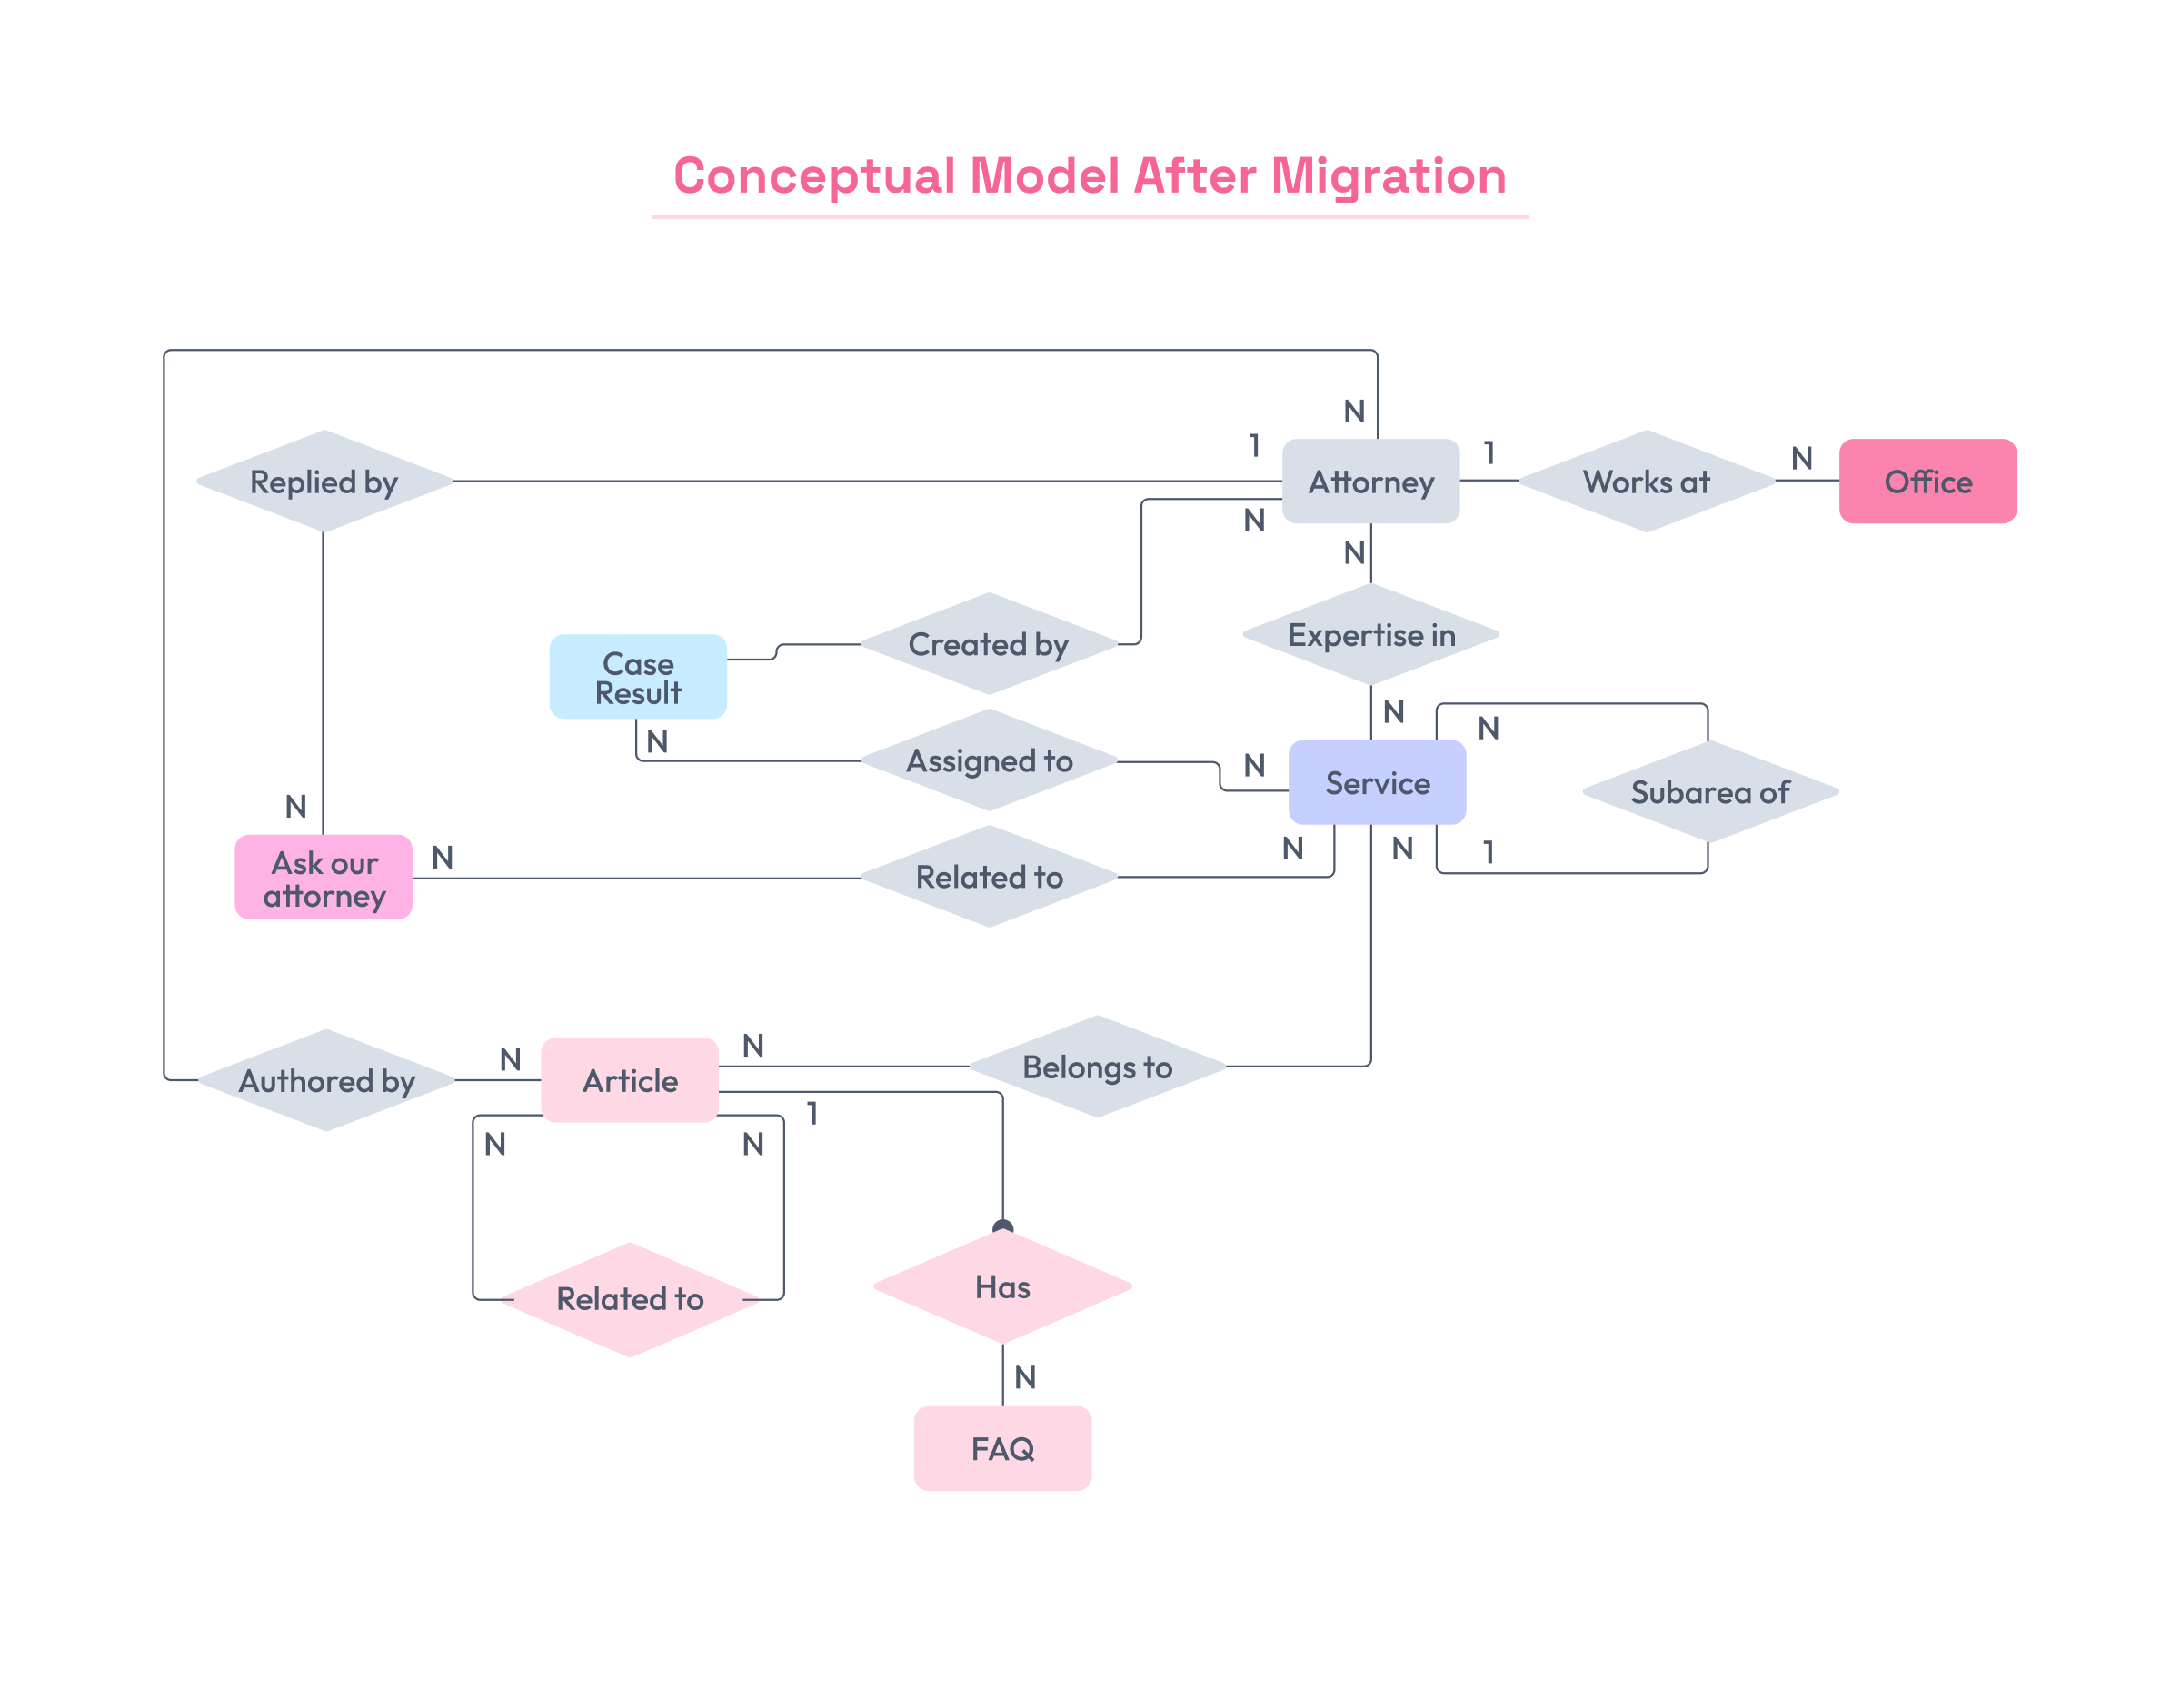 Conceptual Model After Migration
N
1
1
N
Replied by
Attorney
Works at
Office
N
N
Created by
Expertise in
Case
Result
N
N
N
Assigned to
N
Service
Subarea of
N
N
Ask our
attorney
Related to
N
N
1
N
N
Authored by
Article
Belongs to
1
N
N
Related to
Has
N
FAQ